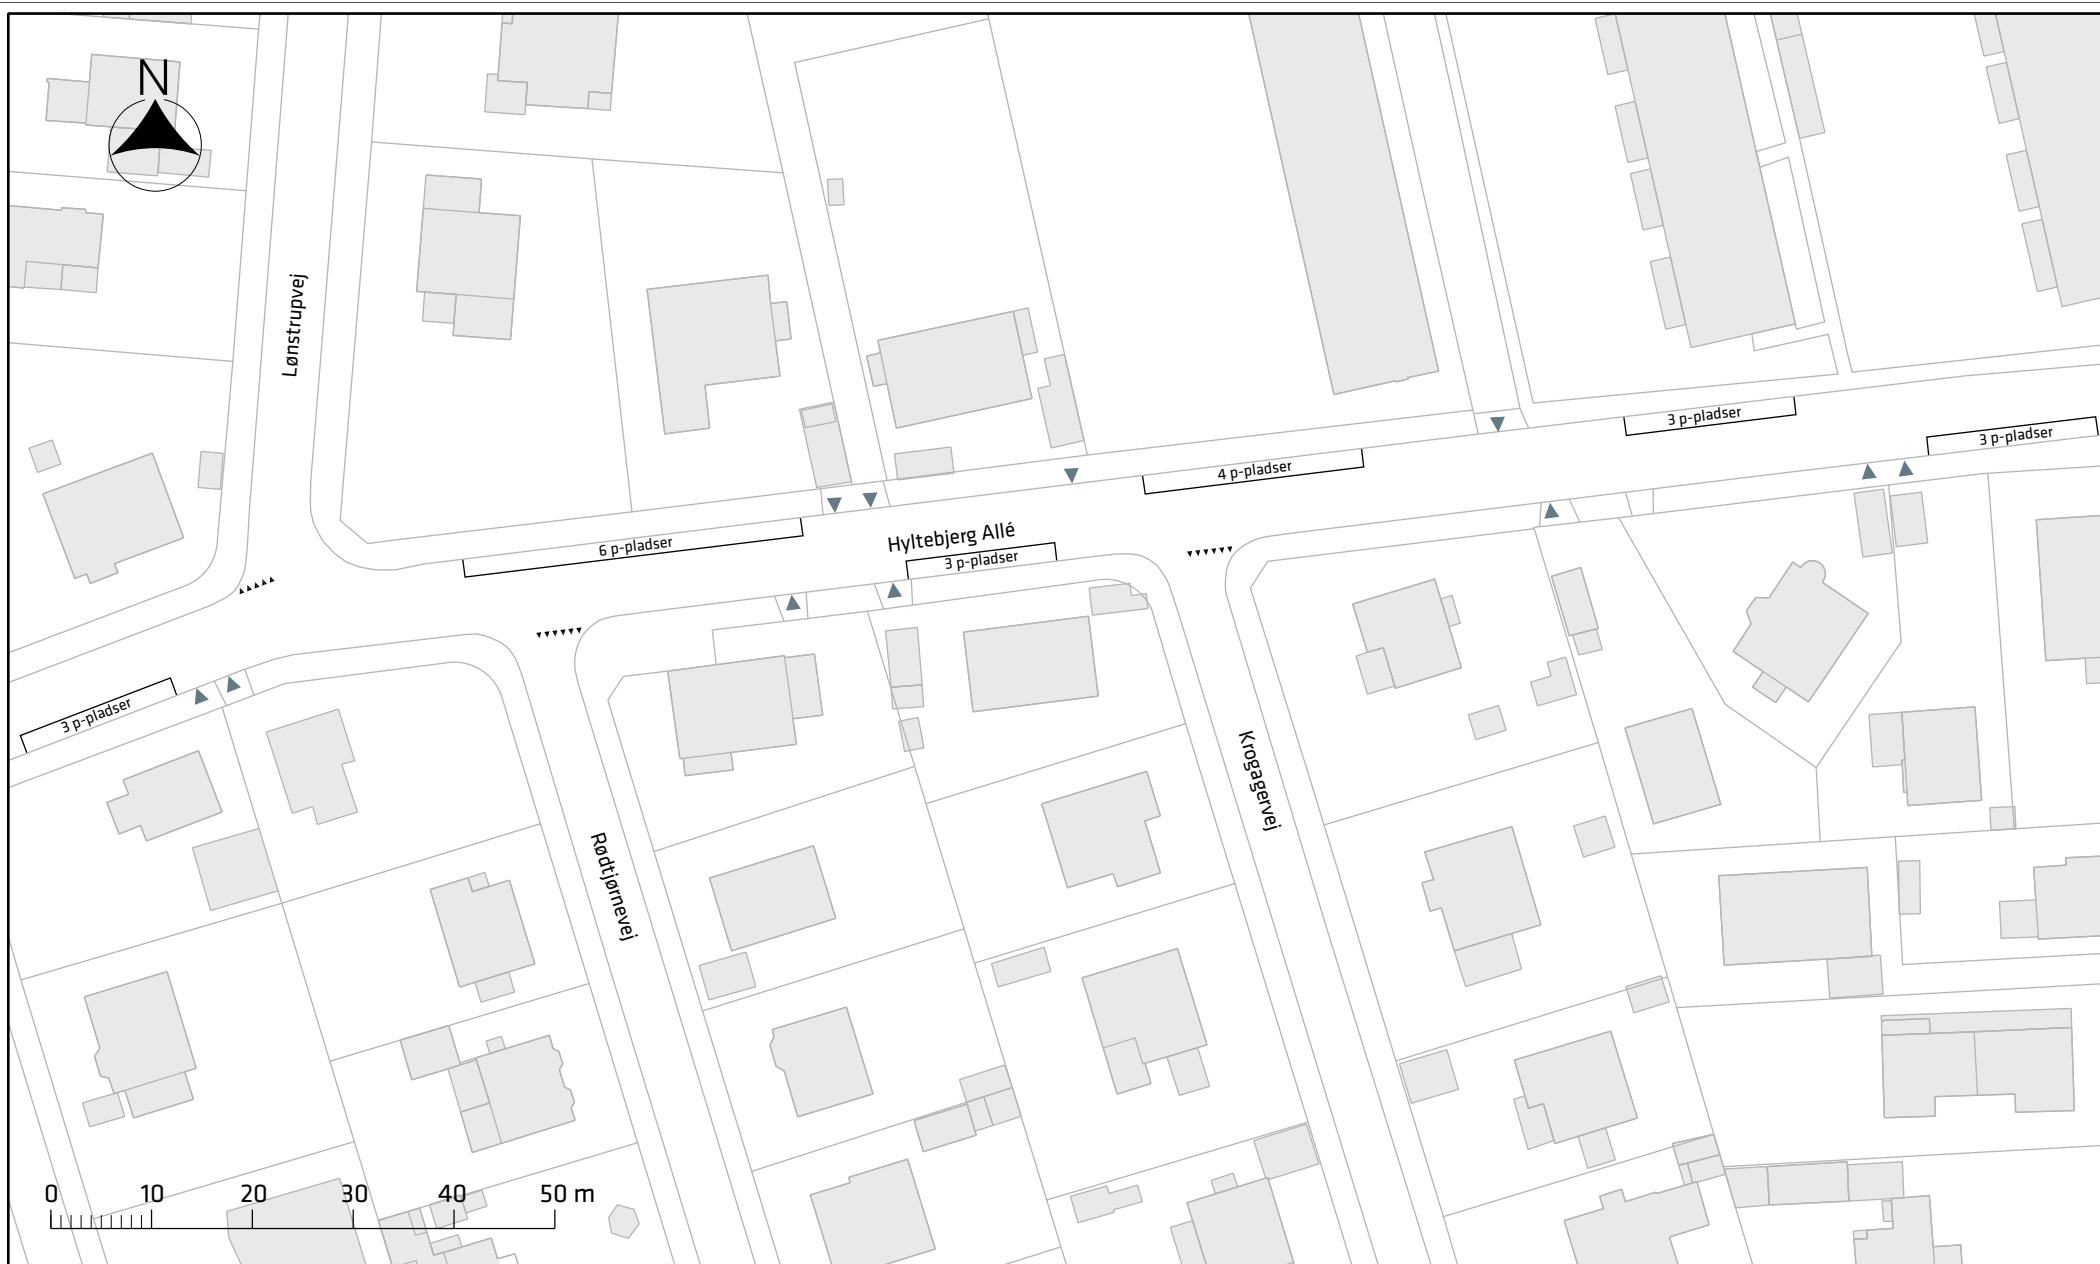 N
Lønstrupvej
3 p-pladser
3 p-pladser
4 p-pladser
Hyltebjerg Allé
6 p-pladser
3 p-pladser
3 p-pladser
Krogagervej
Rødtjørnevej
0 10 20 30 40 50 m